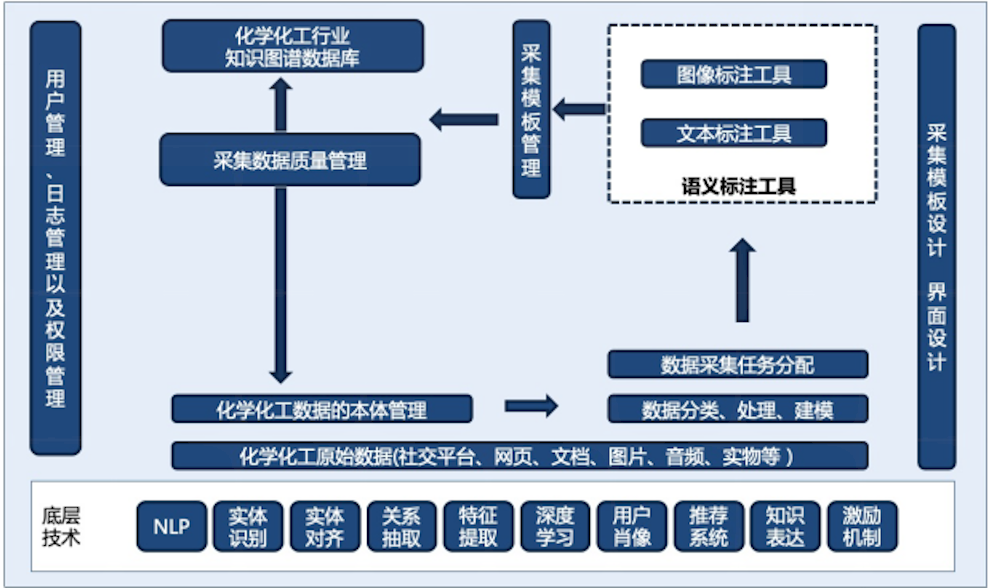 用户管理、日志管理以及权限管理
化学化工行业
知识图谱数据库
采集数据质量管理
采集模板管理
图像标注工具
文本标注工具
语义标注工具
采集模板设计 界面设计
数据采集任务分配
化学化工数据的本体管理
数据分类、处理、建模
化学化工原始数据(社交平台、网页、文档、图片、音频、实物等）
底层
技术
NLP
实体
识别
实体
对齐
关系
抽取
特征
提取
深度
学习
用户
肖像
推荐
系统
知识
表达
激励
机制